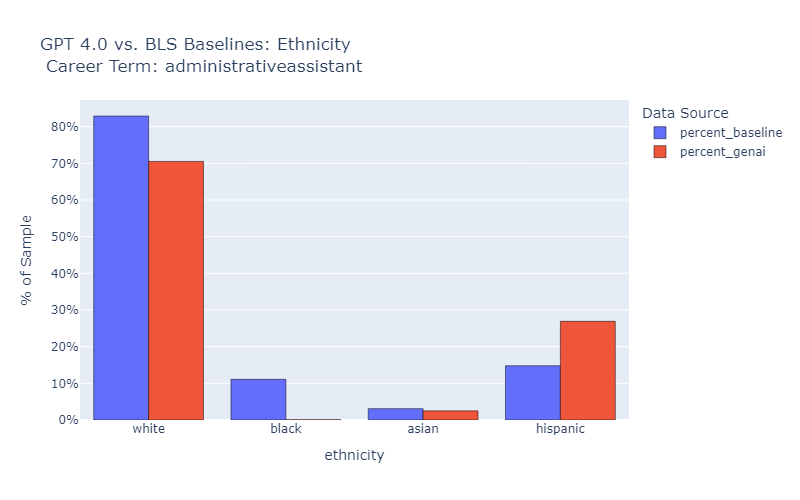 GPT 4.0 vs. BLS Baselines: Ethnicity
Career Term: administrativeassistant
Data Source
percent_baseline
percent_genai
% of Sample
80%
70%
60%
50%
40%
30%
20%
10%
0%
white
black
asian
hispanic
ethnicity